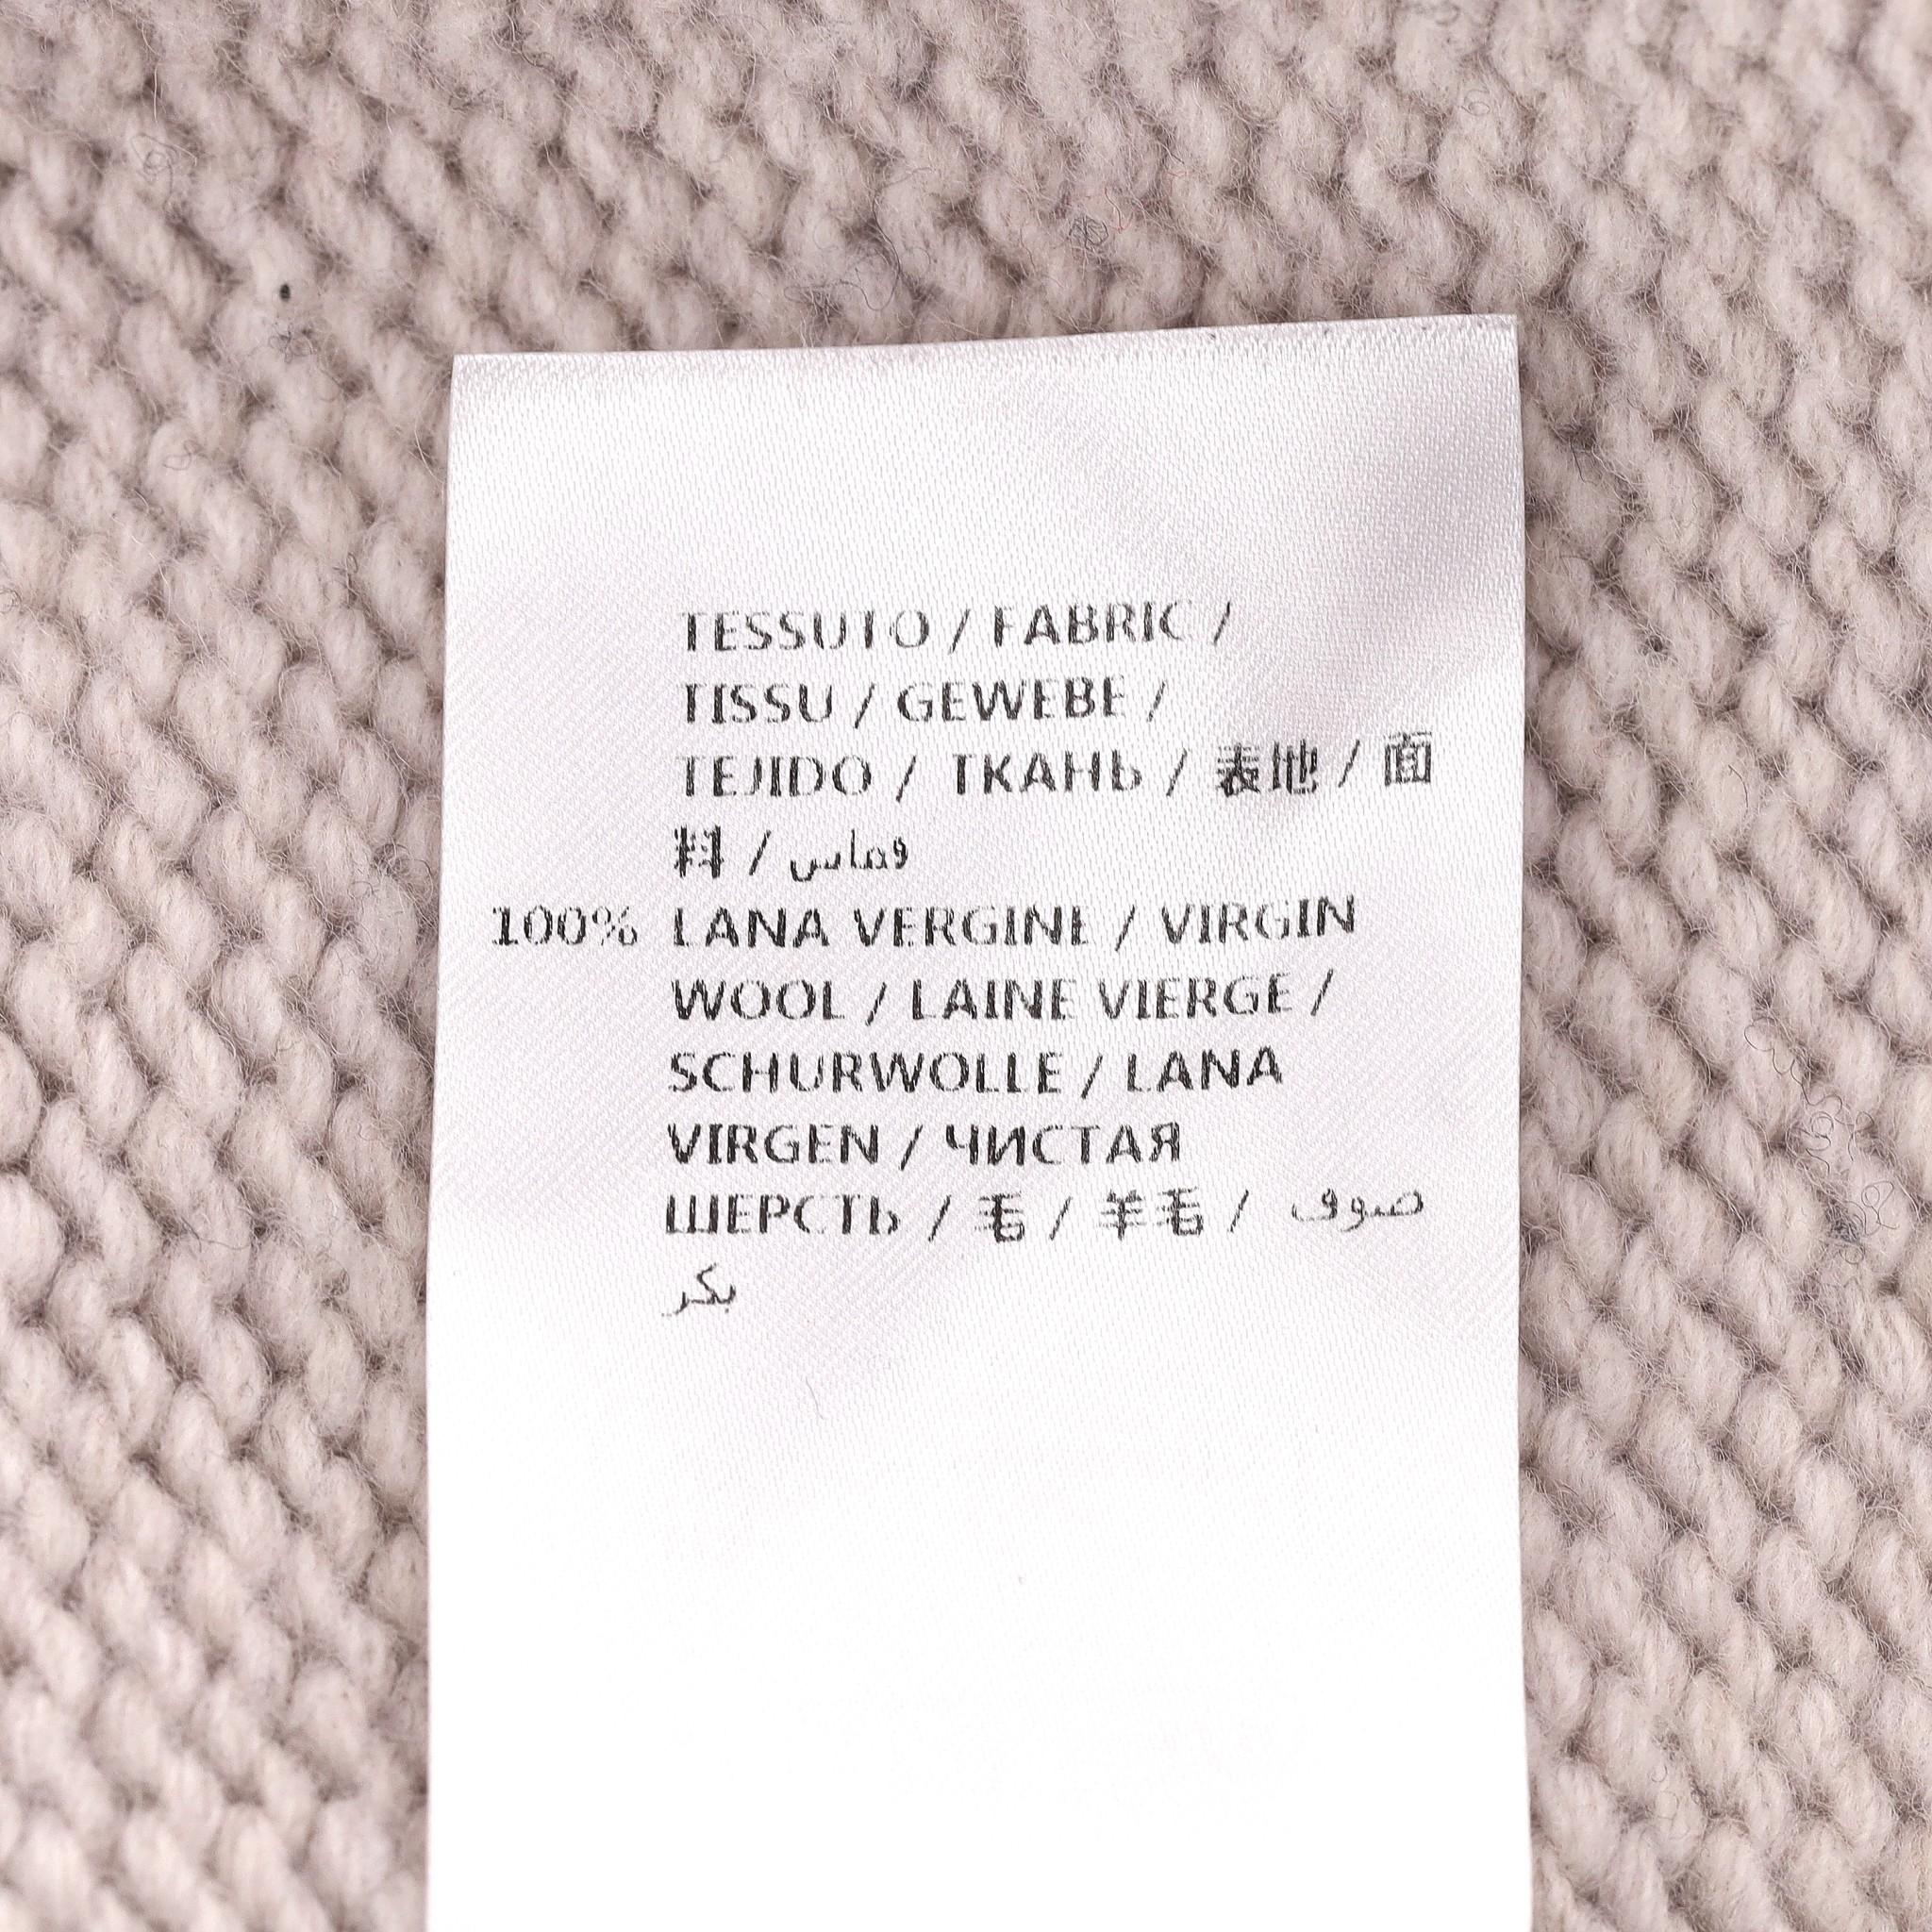 TESSUTO / FABRIC /
TISSU / GEWEBE /
TEJIDO / ТКАНЬ / 表地 / 面
料 / قماس
100% LANA VERGINE / VIRGIN
WOOL / LAINE VIERGE /
SCHURWOLLE / LANA
VIRGEN / ЧИСТАЯ
ШЕРСТЬ / 毛 / 羊毛 / صوف
بكر